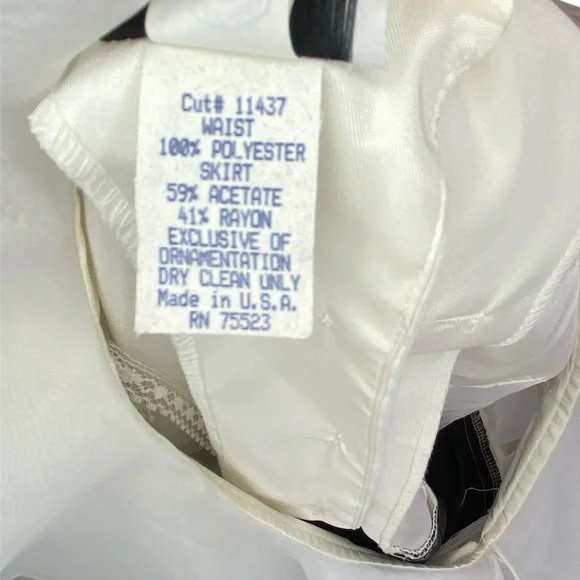 Cut# 11437
WAIST
100% POLYESTER
SKIRT
59% ACETATE
41% RAYON
EXCLUSIVE OF
ORNAMENTATION
DRY CLEAN ONLY
Made in U.S.A.
RN 75523